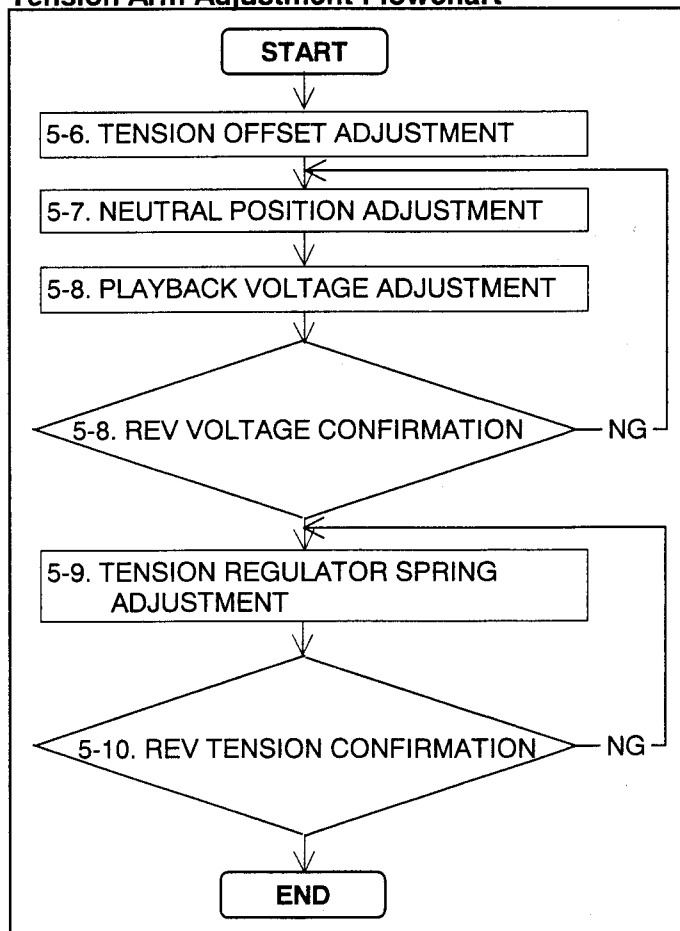 Tension Arm Adjustment Flowchart
START
5-6. TENSION OFFSET ADJUSTMENT
5-7. NEUTRAL POSITION ADJUSTMENT
5-8. PLAYBACK VOLTAGE ADJUSTMENT
5-8. REV VOLTAGE CONFIRMATION
NG
5-9. TENSION REGULATOR SPRING
ADJUSTMENT
5-10. REV TENSION CONFIRMATION
NG
END